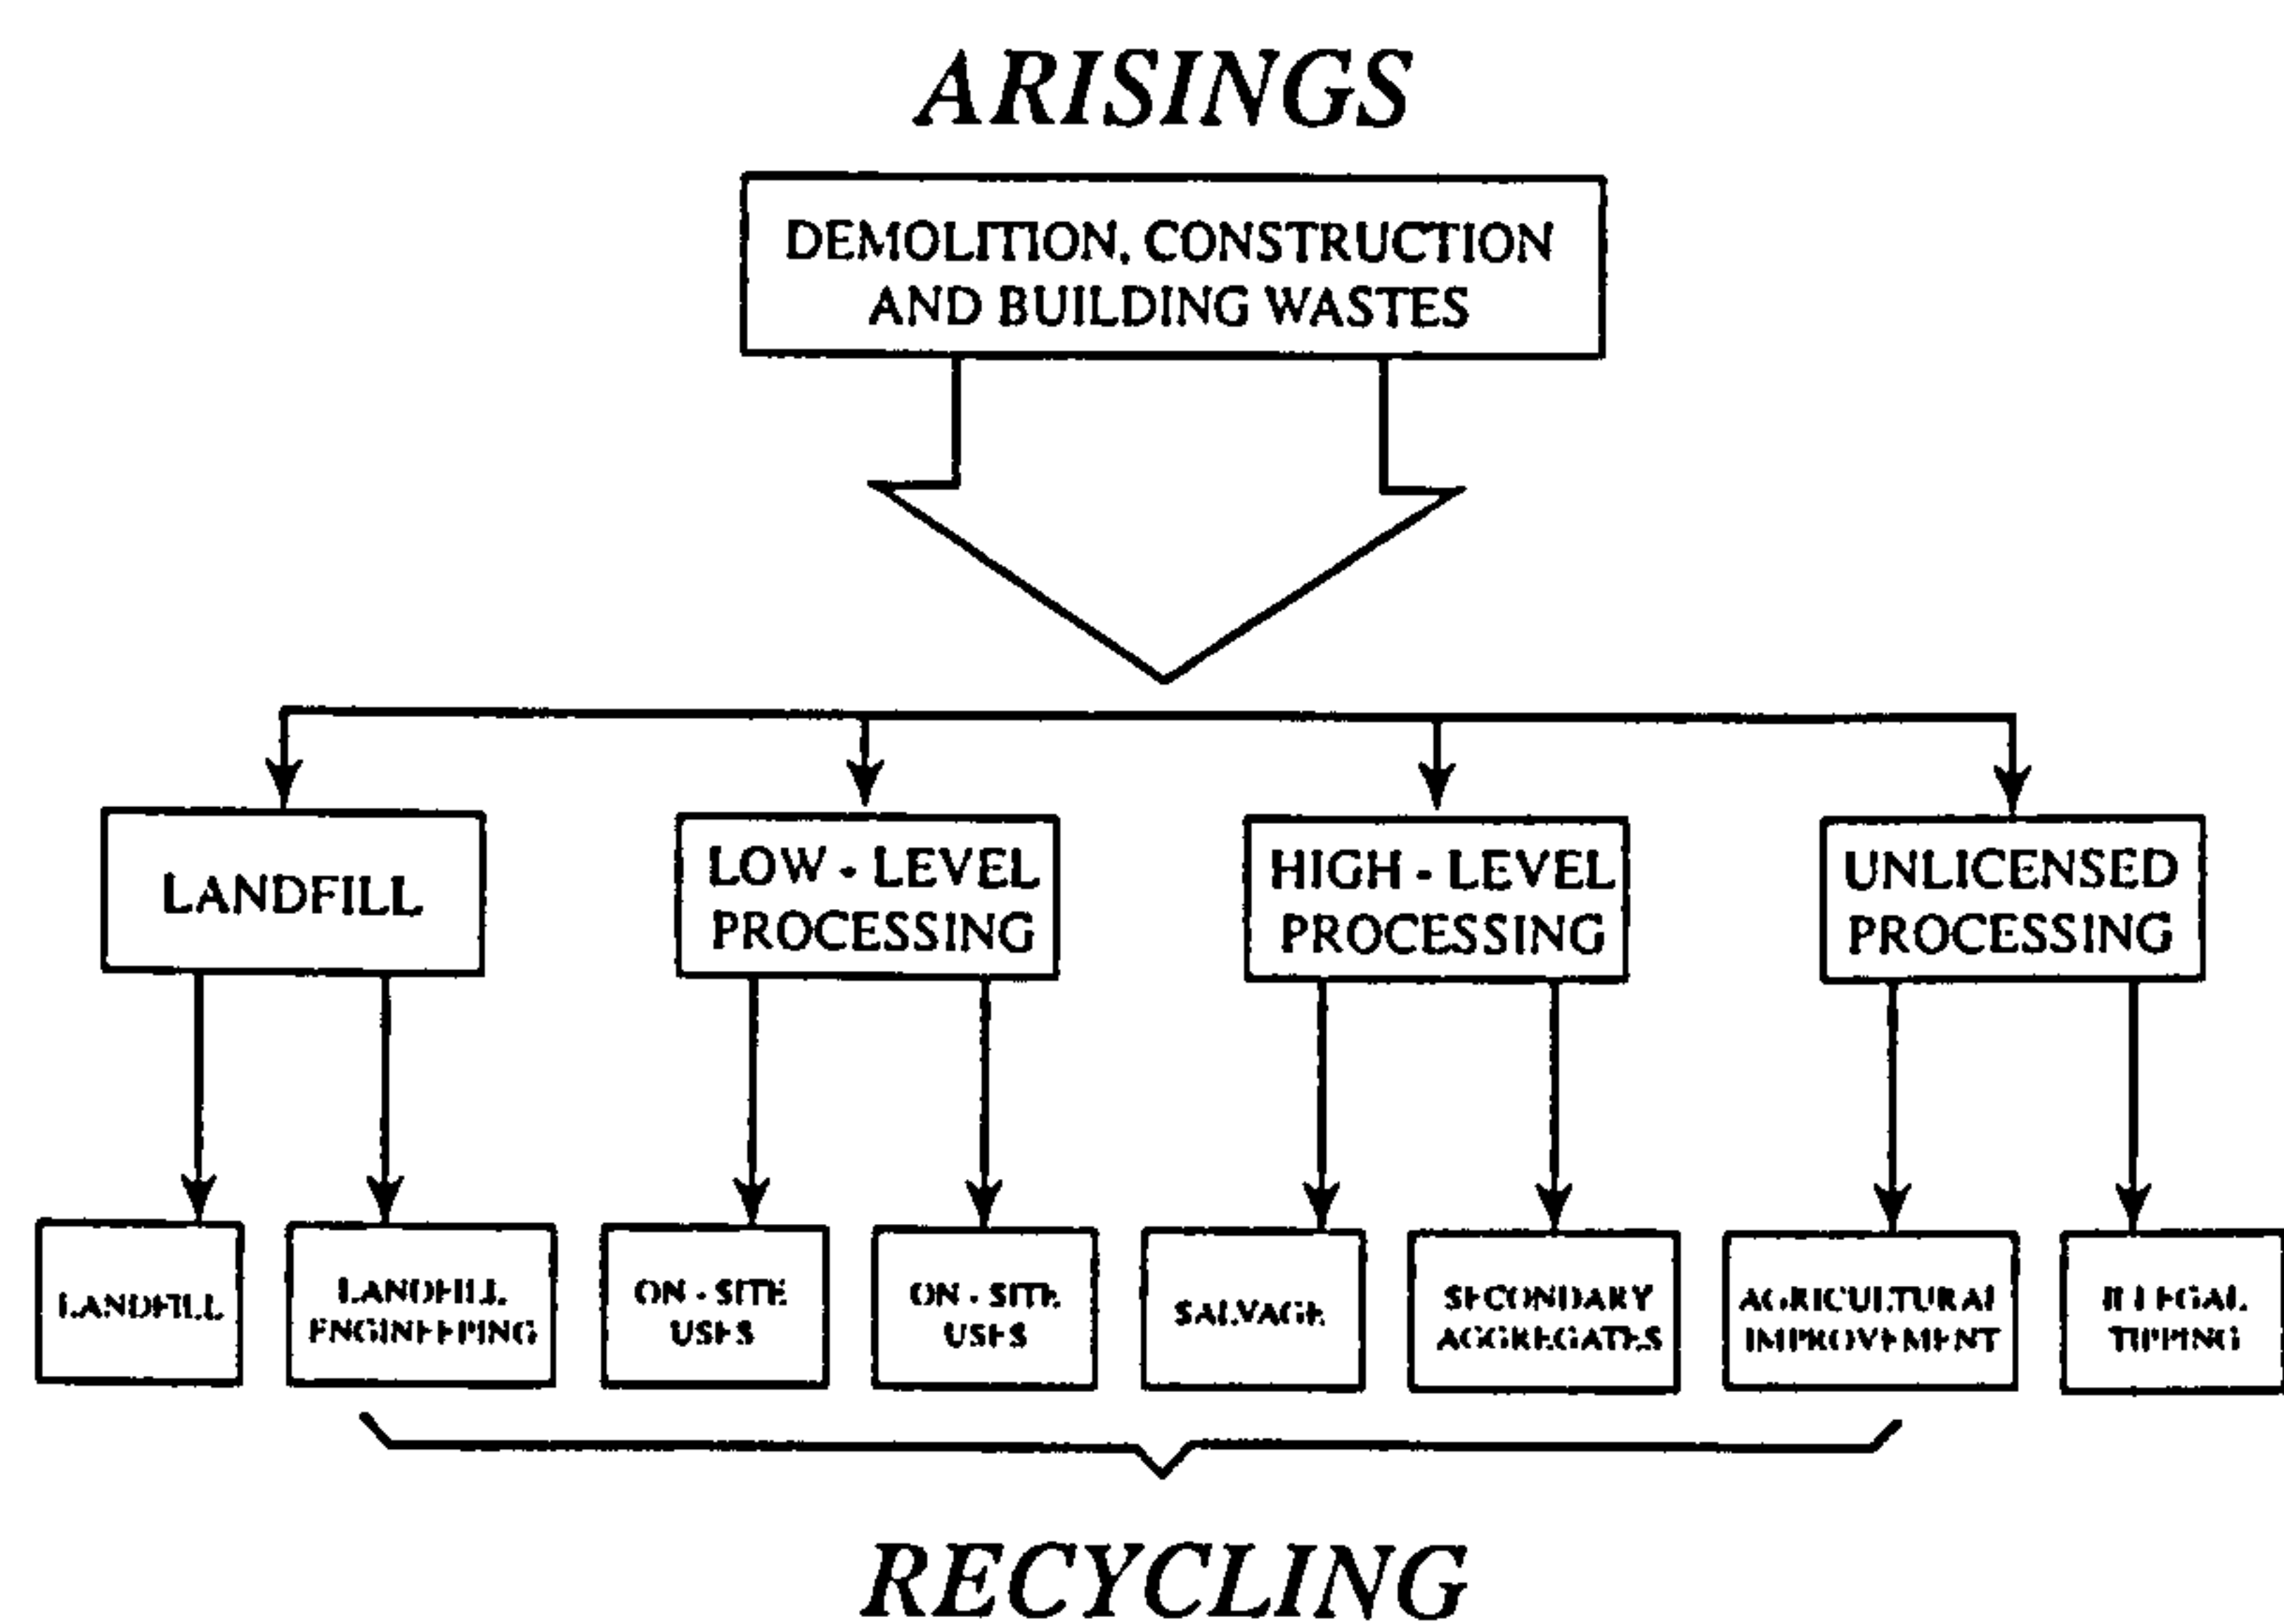 ARISINGS
DEMOLITION, CONSTRUCTION
AND BUILDING WASTES
LANDFILL
LOW - LEVEL
PROCESSING
HIGH - LEVEL
PROCESSING
UNLICENSED
PROCESSING
LANDFILL
LANDFILL
ENGINEERING
ON - SITE
USES
ON - SITE
USES
SALVAGE
SECONDARY
AGGREGATES
AGRICULTURAL
IMPROVEMENT
ILLEGAL
TIPPING
RECYCLING